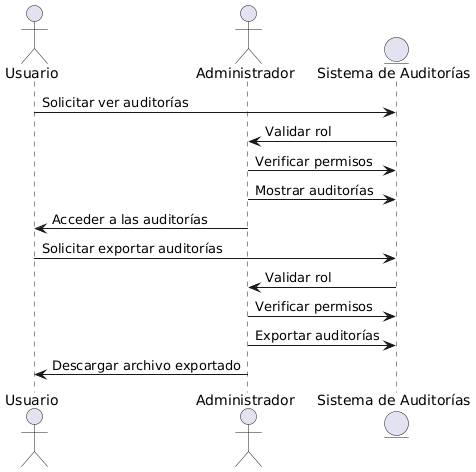 Usuario
Administrador
Sistema de Auditorías
Solicitar ver auditorías
Validar rol
Verificar permisos
Mostrar auditorías
Acceder a las auditorías
Solicitar exportar auditorías
Validar rol
Verificar permisos
Exportar auditorías
Descargar archivo exportado
Usuario
Administrador
Sistema de Auditorías